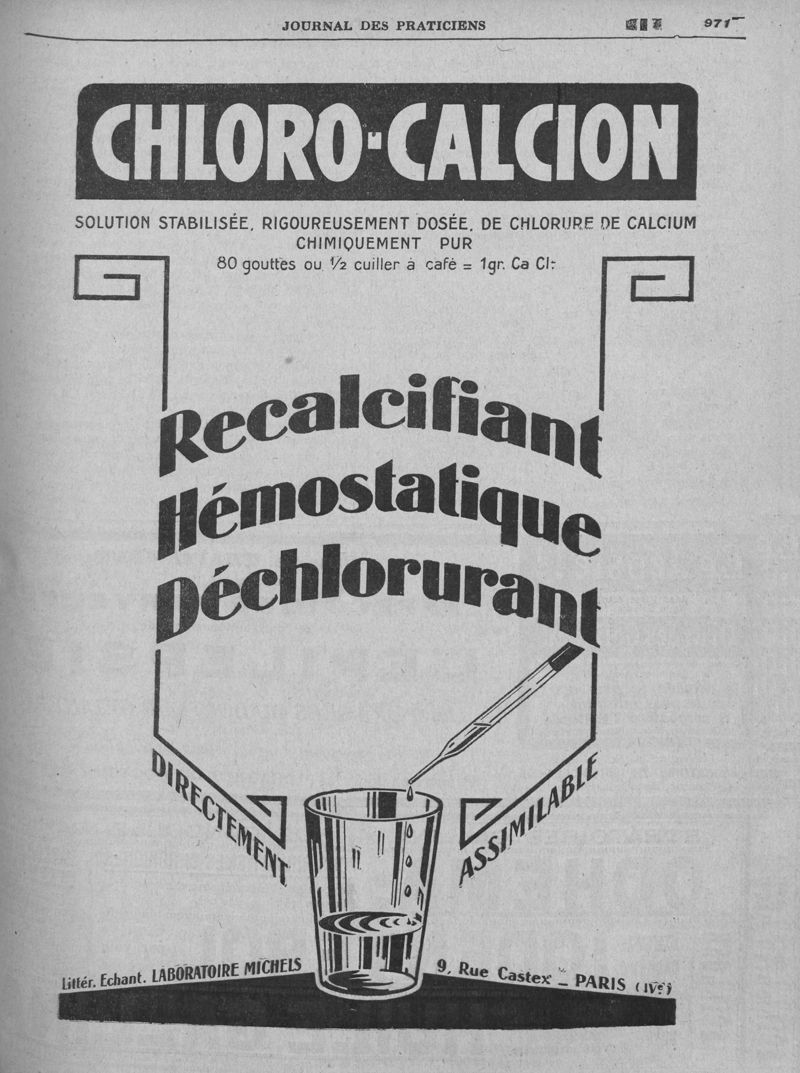 JOURNAL DES PRATICIENS
971
CHLORO-CALCION
SOLUTION STABILISÉE, RIGOUREUSEMENT DOSÉE, DE CHLORURE DE CALCIUM
CHIMIQUEMENT PUR
80 gouttes ou 1/2 cuiller à café = 1gr. Ca Cl²
Recalcifiant
Hémostatique
Déchlorurant
DIRECTEMENT
ASSIMILABLE
Littér. Echant. LABORATOIRE MICHELS
9, Rue Castex _ PARIS (IVe)